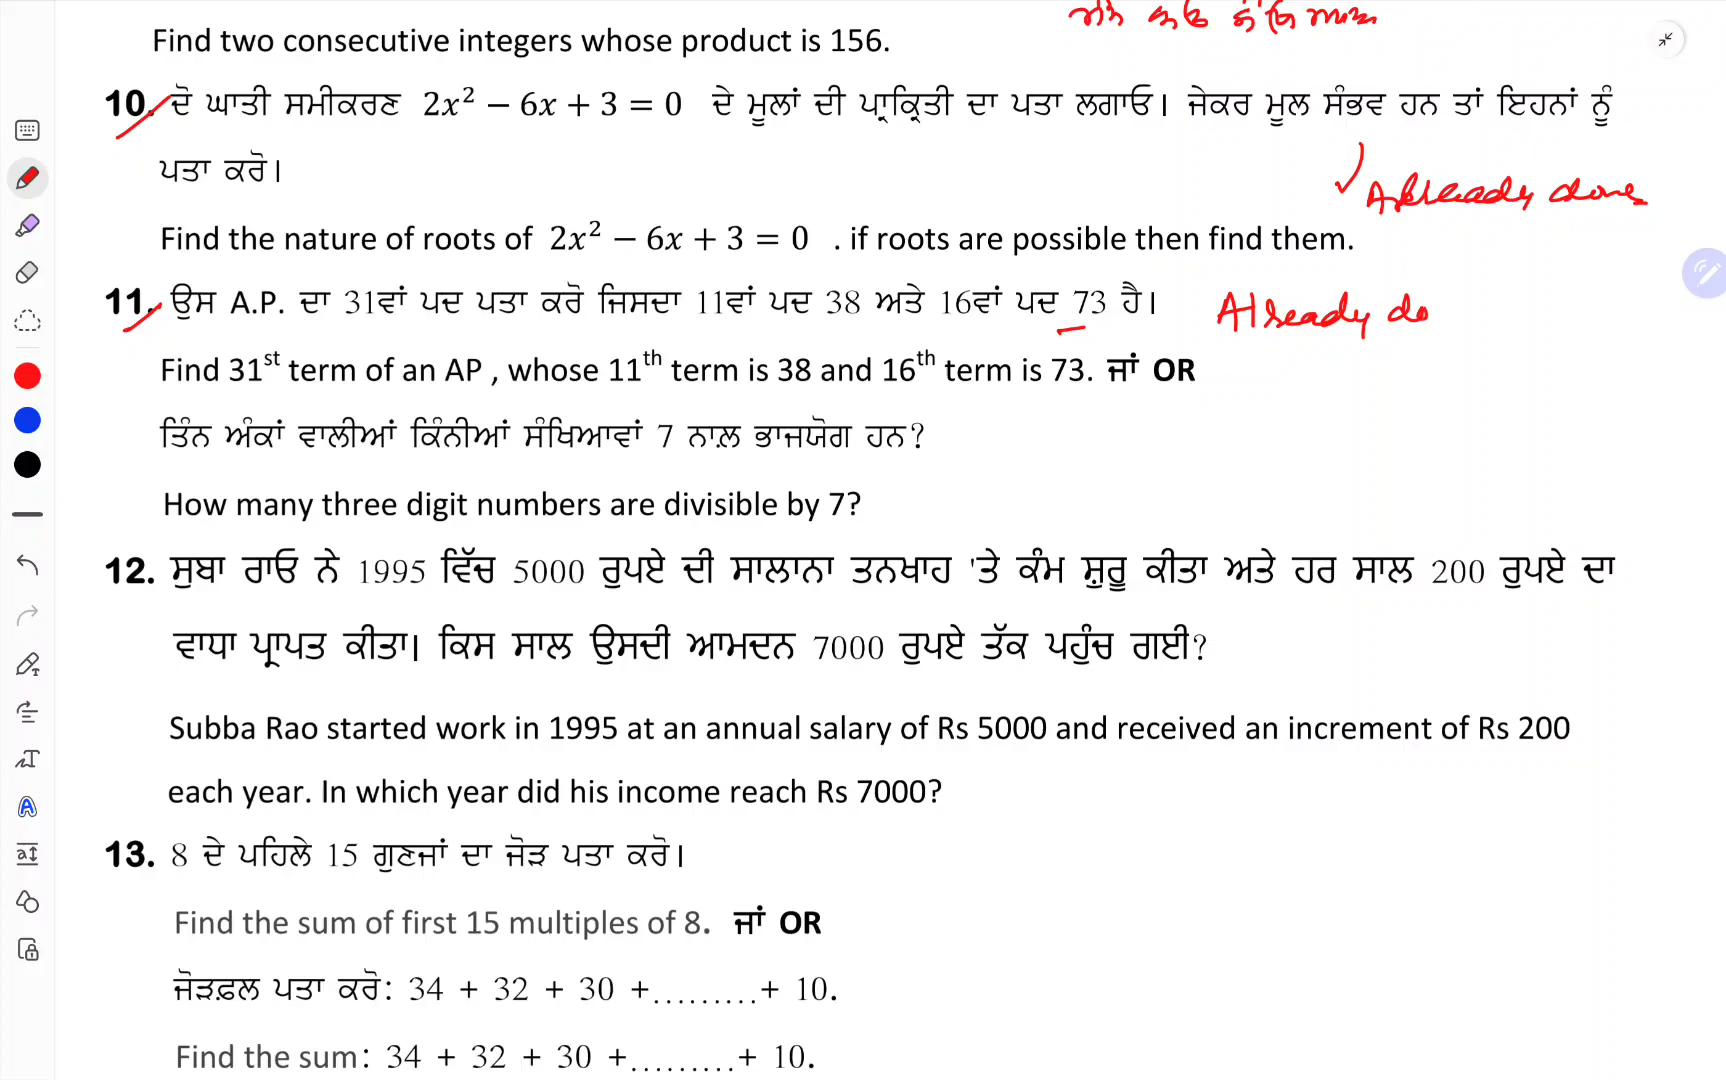 Find two consecutive integers whose product is 156.
10. ਦੋ ਘਾਤੀ ਸਮੀਕਰਣ 2x² − 6x + 3 = 0 ਦੇ ਮੂਲਾਂ ਦੀ ਪ੍ਰਾਕ੍ਰਿਤੀ ਦਾ ਪਤਾ ਲਗਾਓ। ਜੇਕਰ ਮੂਲ ਸੰਭਵ ਹਨ ਤਾਂ ਇਹਨਾਂ ਨੂੰ
ਪਤਾ ਕਰੋ।
Already done
Find the nature of roots of 2x² − 6x + 3 = 0 . if roots are possible then find them.
11. ਉਸ A.P. ਦਾ 31ਵਾਂ ਪਦ ਪਤਾ ਕਰੋ ਜਿਸਦਾ 11ਵਾਂ ਪਦ 38 ਅਤੇ 16ਵਾਂ ਪਦ 73 ਹੈ। Already do
Find 31st term of an AP , whose 11th term is 38 and 16th term is 73. ਜਾਂ OR
ਤਿੰਨ ਅੰਕਾਂ ਵਾਲੀਆਂ ਕਿੰਨੀਆਂ ਸੰਖਿਆਵਾਂ 7 ਨਾਲ਼ ਭਾਜਯੋਗ ਹਨ?
How many three digit numbers are divisible by 7?
12. ਸੁਬਾ ਰਾਓ ਨੇ 1995 ਵਿੱਚ 5000 ਰੁਪਏ ਦੀ ਸਾਲਾਨਾ ਤਨਖਾਹ 'ਤੇ ਕੰਮ ਸ਼ੁਰੂ ਕੀਤਾ ਅਤੇ ਹਰ ਸਾਲ 200 ਰੁਪਏ ਦਾ
ਵਾਧਾ ਪ੍ਰਾਪਤ ਕੀਤਾ। ਕਿਸ ਸਾਲ ਉਸਦੀ ਆਮਦਨ 7000 ਰੁਪਏ ਤੱਕ ਪਹੁੰਚ ਗਈ?
Subba Rao started work in 1995 at an annual salary of Rs 5000 and received an increment of Rs 200
each year. In which year did his income reach Rs 7000?
13. 8 ਦੇ ਪਹਿਲੇ 15 ਗੁਣਜਾਂ ਦਾ ਜੋੜ ਪਤਾ ਕਰੋ।
Find the sum of first 15 multiples of 8. ਜਾਂ OR
ਜੋੜਫ਼ਲ ਪਤਾ ਕਰੋ: 34 + 32 + 30 +.........+ 10.
Find the sum: 34 + 32 + 30 +.........+ 10.